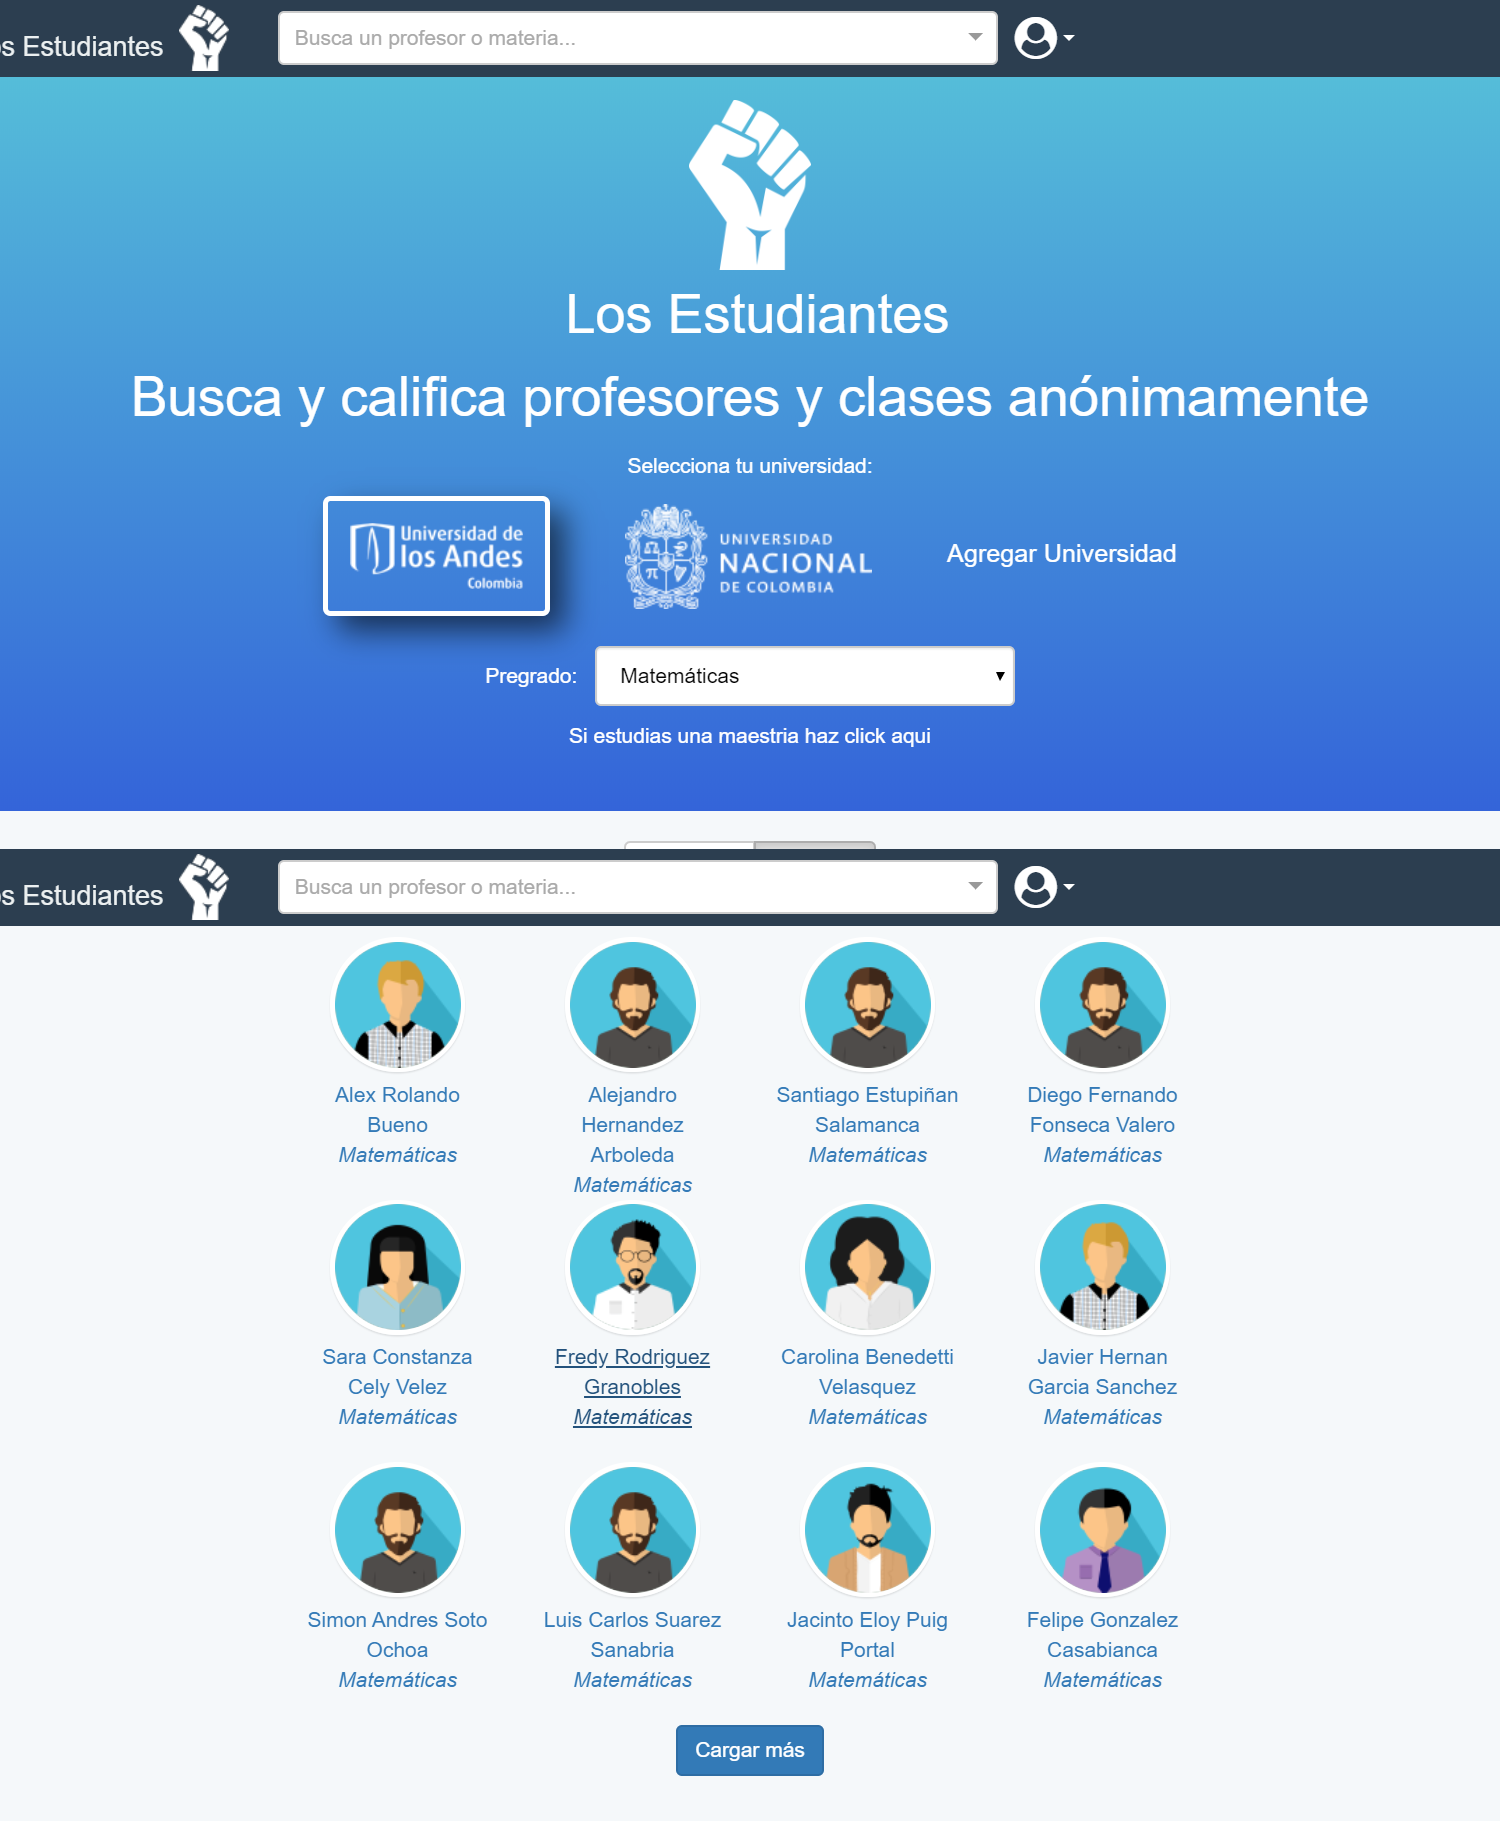 s Estudiantes
Busca un profesor o materia...
Los Estudiantes
Busca y califica profesores y clases anónimamente
Selecciona tu universidad:
Universidad de
los Andes
Colombia
UNIVERSIDAD
NACIONAL
DE COLOMBIA
Agregar Universidad
Pregrado:
Matemáticas
Si estudias una maestria haz click aqui
s Estudiantes
Busca un profesor o materia...
Alex Rolando
Bueno
Matemáticas
Alejandro
Hernandez
Arboleda
Matemáticas
Santiago Estupiñan
Salamanca
Matemáticas
Diego Fernando
Fonseca Valero
Matemáticas
Sara Constanza
Cely Velez
Matemáticas
Fredy Rodriguez
Granobles
Matemáticas
Carolina Benedetti
Velasquez
Matemáticas
Javier Hernan
Garcia Sanchez
Matemáticas
Simon Andres Soto
Ochoa
Matemáticas
Luis Carlos Suarez
Sanabria
Matemáticas
Jacinto Eloy Puig
Portal
Matemáticas
Felipe Gonzalez
Casabianca
Matemáticas
Cargar más